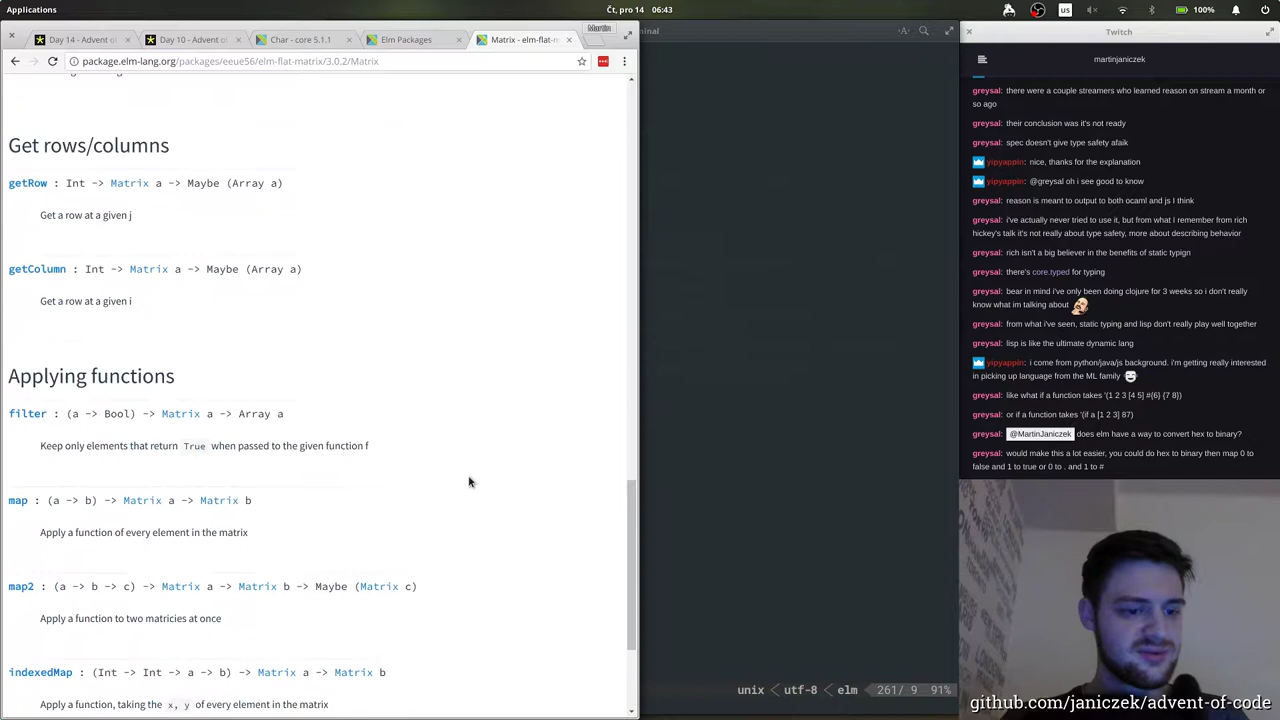 Applications
Čt, pro 14 06:43
us
100%
Day 14 - Advent o
Day 10 - Advent o
Char - core 5.1.1
Elm Packages
Matrix - elm-flat-m
Martin
package.elm-lang.org/packages/eeue56/elm-flat-matrix/3.0.2/Matrix
Get rows/columns
getRow : Int -> Matrix a -> Maybe (Array a)
Get a row at a given j
getColumn : Int -> Matrix a -> Maybe (Array a)
Get a row at a given i
Applying functions
filter : (a -> Bool) -> Matrix a -> Array a
Keep only elements that return True when passed to the given function f
map : (a -> b) -> Matrix a -> Matrix b
Apply a function of every element in the matrix
map2 : (a -> b -> c) -> Matrix a -> Matrix b -> Maybe (Matrix c)
Apply a function to two matricies at once
indexedMap : (Int -> Int -> a -> b) -> Matrix a -> Matrix b
Apply a function, taking the x, y of every element in the matrix
minal
-A-
unix < utf-8 < elm < 261/ 9 91%
Twitch
martinjaniczek
greysal: there were a couple streamers who learned reason on stream a month or
so ago
greysal: their conclusion was it's not ready
greysal: spec doesn't give type safety afaik
yipyappin: nice, thanks for the explanation
yipyappin: @greysal oh i see good to know
greysal: reason is meant to output to both ocaml and js I think
greysal: i've actually never tried to use it, but from what I remember from rich
hickey's talk it's not really about type safety, more about describing behavior
greysal: rich isn't a big believer in the benefits of static typign
greysal: there's core.typed for typing
greysal: bear in mind i've only been doing clojure for 3 weeks so i don't really
know what im talking about
greysal: from what i've seen, static typing and lisp don't really play well together
greysal: lisp is like the ultimate dynamic lang
yipyappin: i come from python/java/js background. i'm getting really interested
in picking up language from the ML family
greysal: like what if a function takes '(1 2 3 [4 5] #{6} {7 8})
greysal: or if a function takes '(if a [1 2 3] 87)
greysal: @MartinJaniczek does elm have a way to convert hex to binary?
greysal: would make this a lot easier, you could do hex to binary then map 0 to
false and 1 to true or 0 to . and 1 to #
github.com/janiczek/advent-of-code